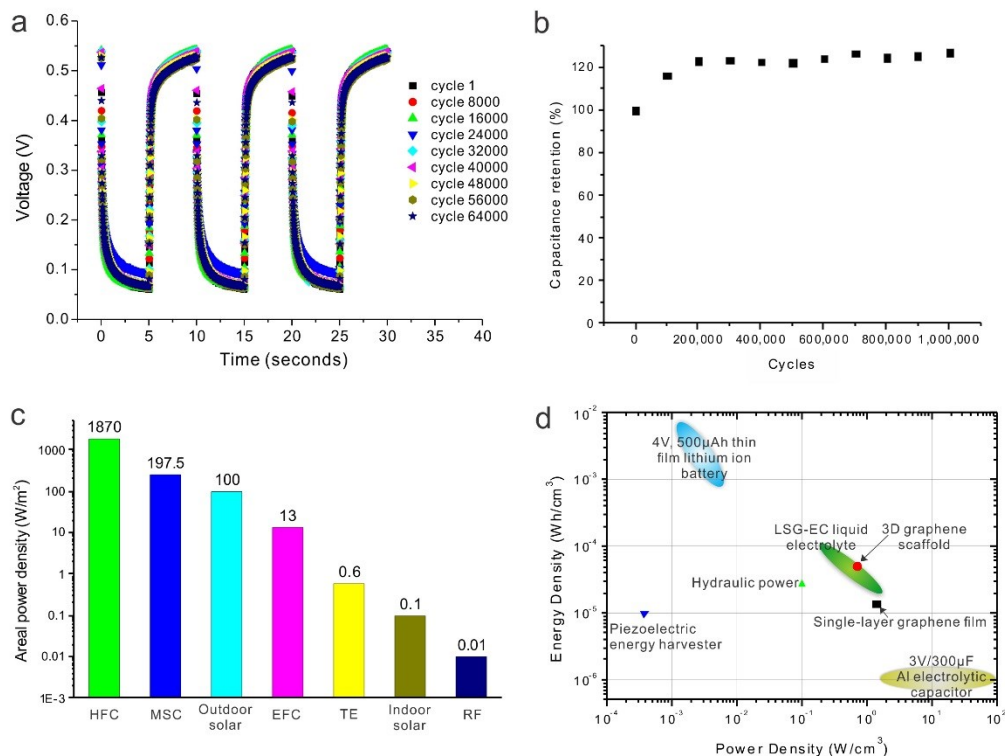 a
0.6
0.5
0.4
0.3
0.2
0.1
0.0
Voltage (V)
0
5
10
15
20
25
30
35
40
Time (seconds)
cycle 1
cycle 8000
cycle 16000
cycle 24000
cycle 32000
cycle 40000
cycle 48000
cycle 56000
cycle 64000
b
120
100
80
60
40
20
0
Capacitance retention (%)
0
200,000
400,000
600,000
800,000
1,000,000
Cycles
c
1000
100
10
1
0.1
0.01
1E-3
Areal power density (W/m²)
1870
197.5
100
13
0.6
0.1
0.01
HFC
MSC
Outdoor
solar
EFC
TE
Indoor
solar
RF
d
10⁻²
10⁻³
10⁻⁴
10⁻⁵
10⁻⁶
Energy Density (Wh/cm³)
4V, 500µAh thin
film lithium ion
battery
LSG-EC liquid
electrolyte
3D graphene
scaffold
Hydraulic power
Single-layer graphene film
Piezoelectric
energy harvester
3V/300µF
Al electrolytic
capacitor
10⁻⁴
10⁻³
10⁻²
10⁻¹
10⁰
10¹
10²
Power Density (W/cm³)